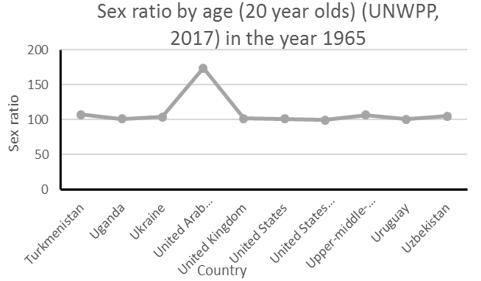 Sex ratio by age (20 year olds) (UNWPP,
2017) in the year 1965
200
150
100
50
0
Sex ratio
Turkmenistan
Uganda
Ukraine
United Arab...
United Kingdom
United States
United States...
Upper-middle-...
Uruguay
Uzbekistan
Country